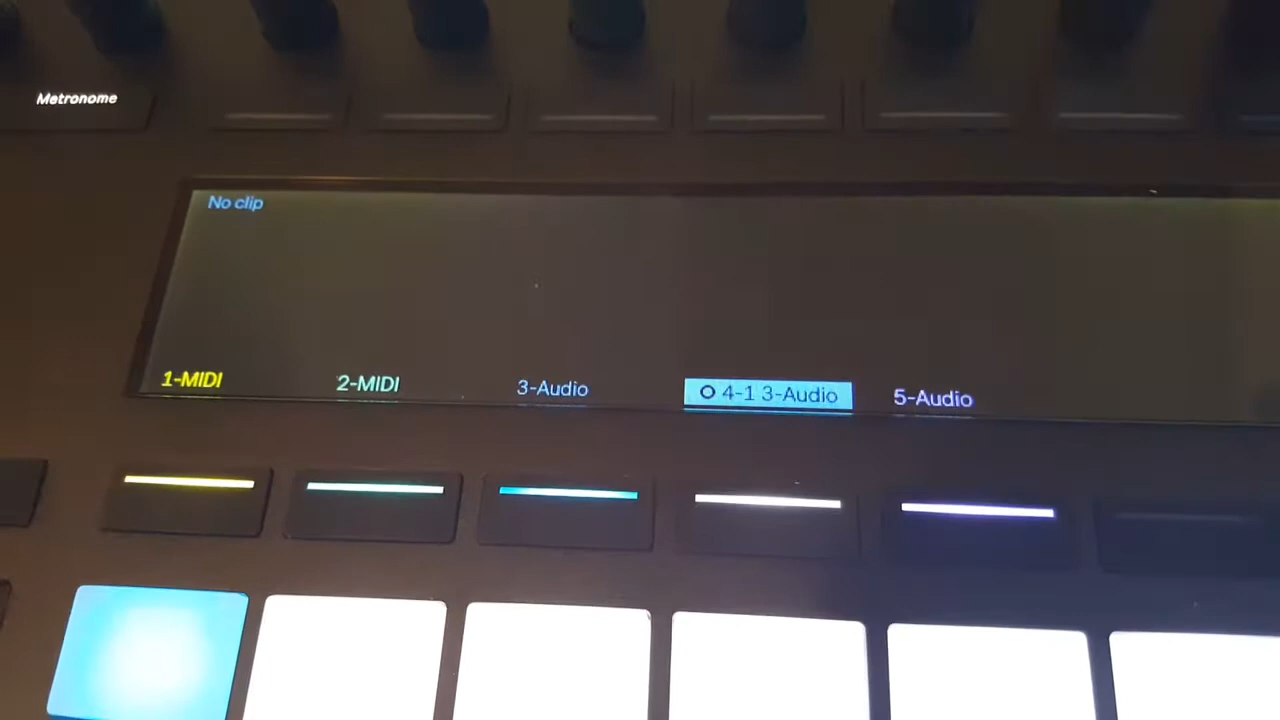 Metronome
No clip
1-MIDI
2-MIDI
3-Audio
4-1 3-Audio
5-Audio